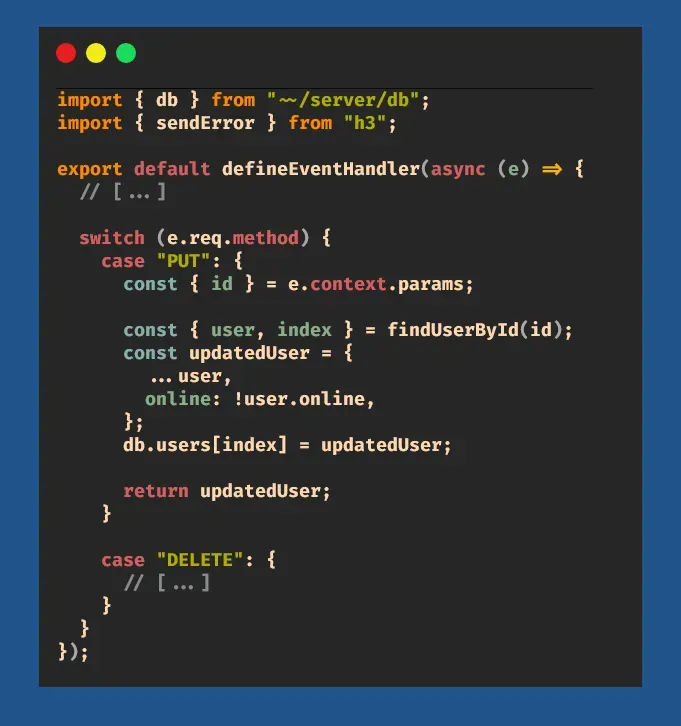 import { db } from "~~/server/db";
import { sendError } from "h3";

export default defineEventHandler(async (e) => {
  // [...]

  switch (e.req.method) {
    case "PUT": {
      const { id } = e.context.params;

      const { user, index } = findUserById(id);
      const updatedUser = {
        ...user,
        online: !user.online,
      };
      db.users[index] = updatedUser;

      return updatedUser;
    }

    case "DELETE": {
      // [...]
    }
  }
});